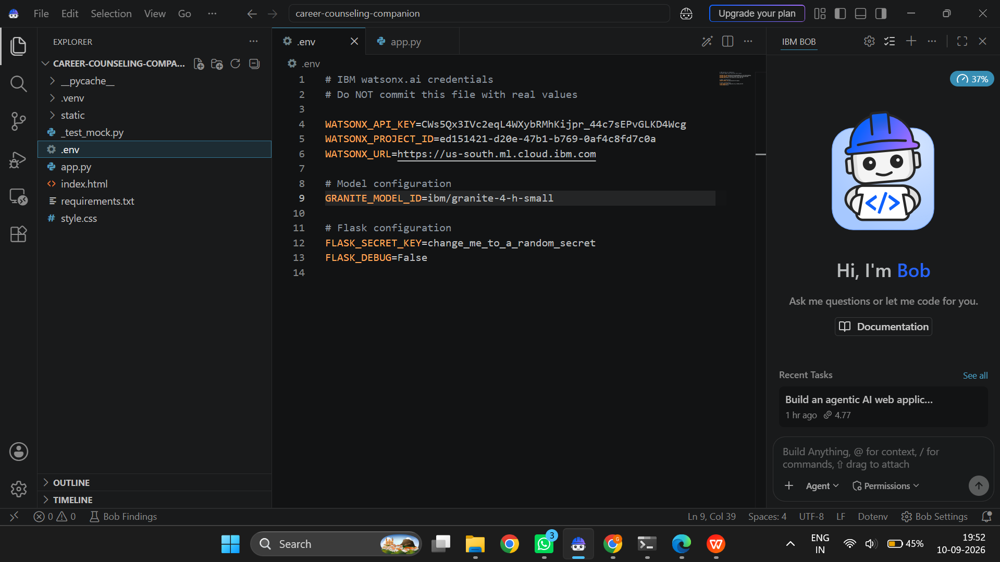 File Edit Selection View Go
career-counseling-companion
Upgrade your plan
EXPLORER
CAREER-COUNSELING-COMPA...
__pycache__
.venv
static
_test_mock.py
.env
app.py
index.html
requirements.txt
style.css
OUTLINE
TIMELINE
.env
app.py
.env
1 # IBM watsonx.ai credentials
2 # Do NOT commit this file with real values
3
4 WATSONX_API_KEY=CWs5Qx3IVc2eqL4WXybRMhKijpr_44c7sEPvGLKD4Wcg
5 WATSONX_PROJECT_ID=ed151421-d20e-47b1-b769-0af4c8fd7c0a
6 WATSONX_URL=https://us-south.ml.cloud.ibm.com
7
8 # Model configuration
9 GRANITE_MODEL_ID=ibm/granite-4-h-small
10
11 # Flask configuration
12 FLASK_SECRET_KEY=change_me_to_a_random_secret
13 FLASK_DEBUG=False
14
IBM BOB
37%
Hi, I'm Bob
Ask me questions or let me code for you.
Documentation
Recent Tasks See all
Build an agentic AI web applic...
1 hr ago 4.77
Build Anything, @ for context, / for
commands, ⇧ drag to attach
Agent Permissions
0 0 Bob Findings
Ln 9, Col 39 Spaces: 4 UTF-8 LF Dotenv Bob Settings
Search
3
G
ENG
IN
45%
19:52
10-09-2026